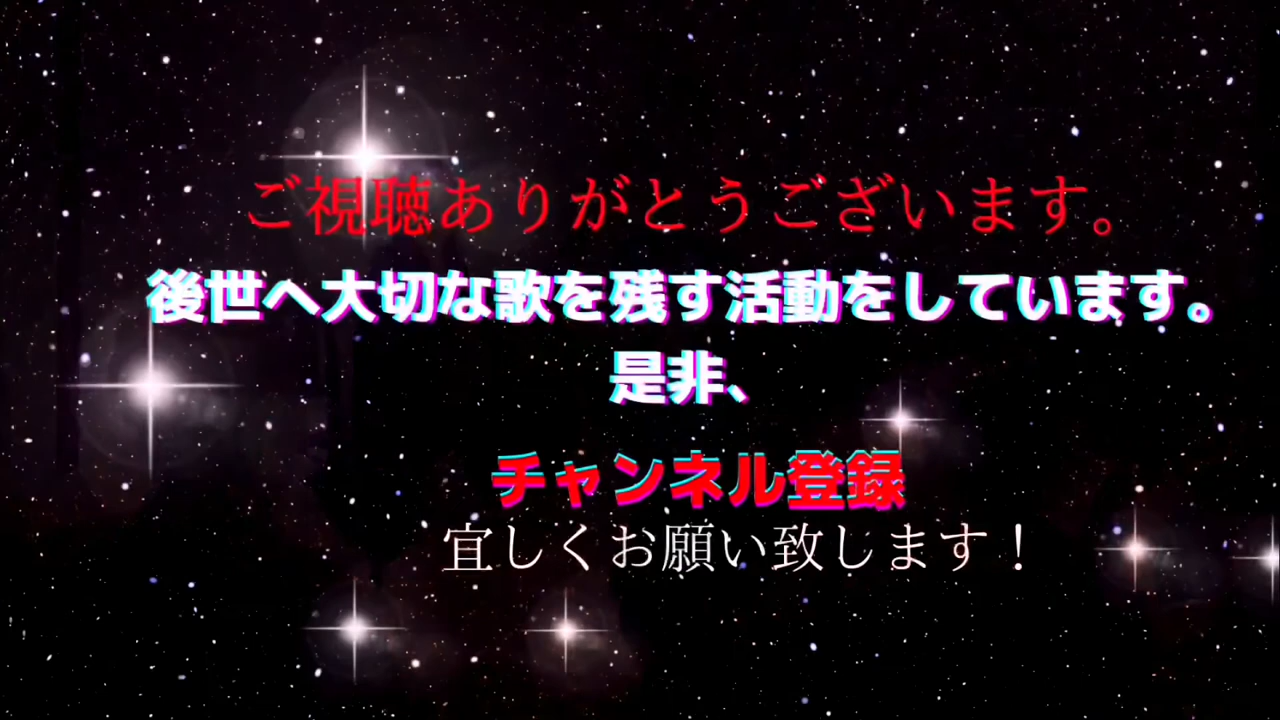 ご視聴ありがとうございます。
後世へ大切な歌を残す活動をしています。
是非、
チャンネル登録
宜しくお願い致します！